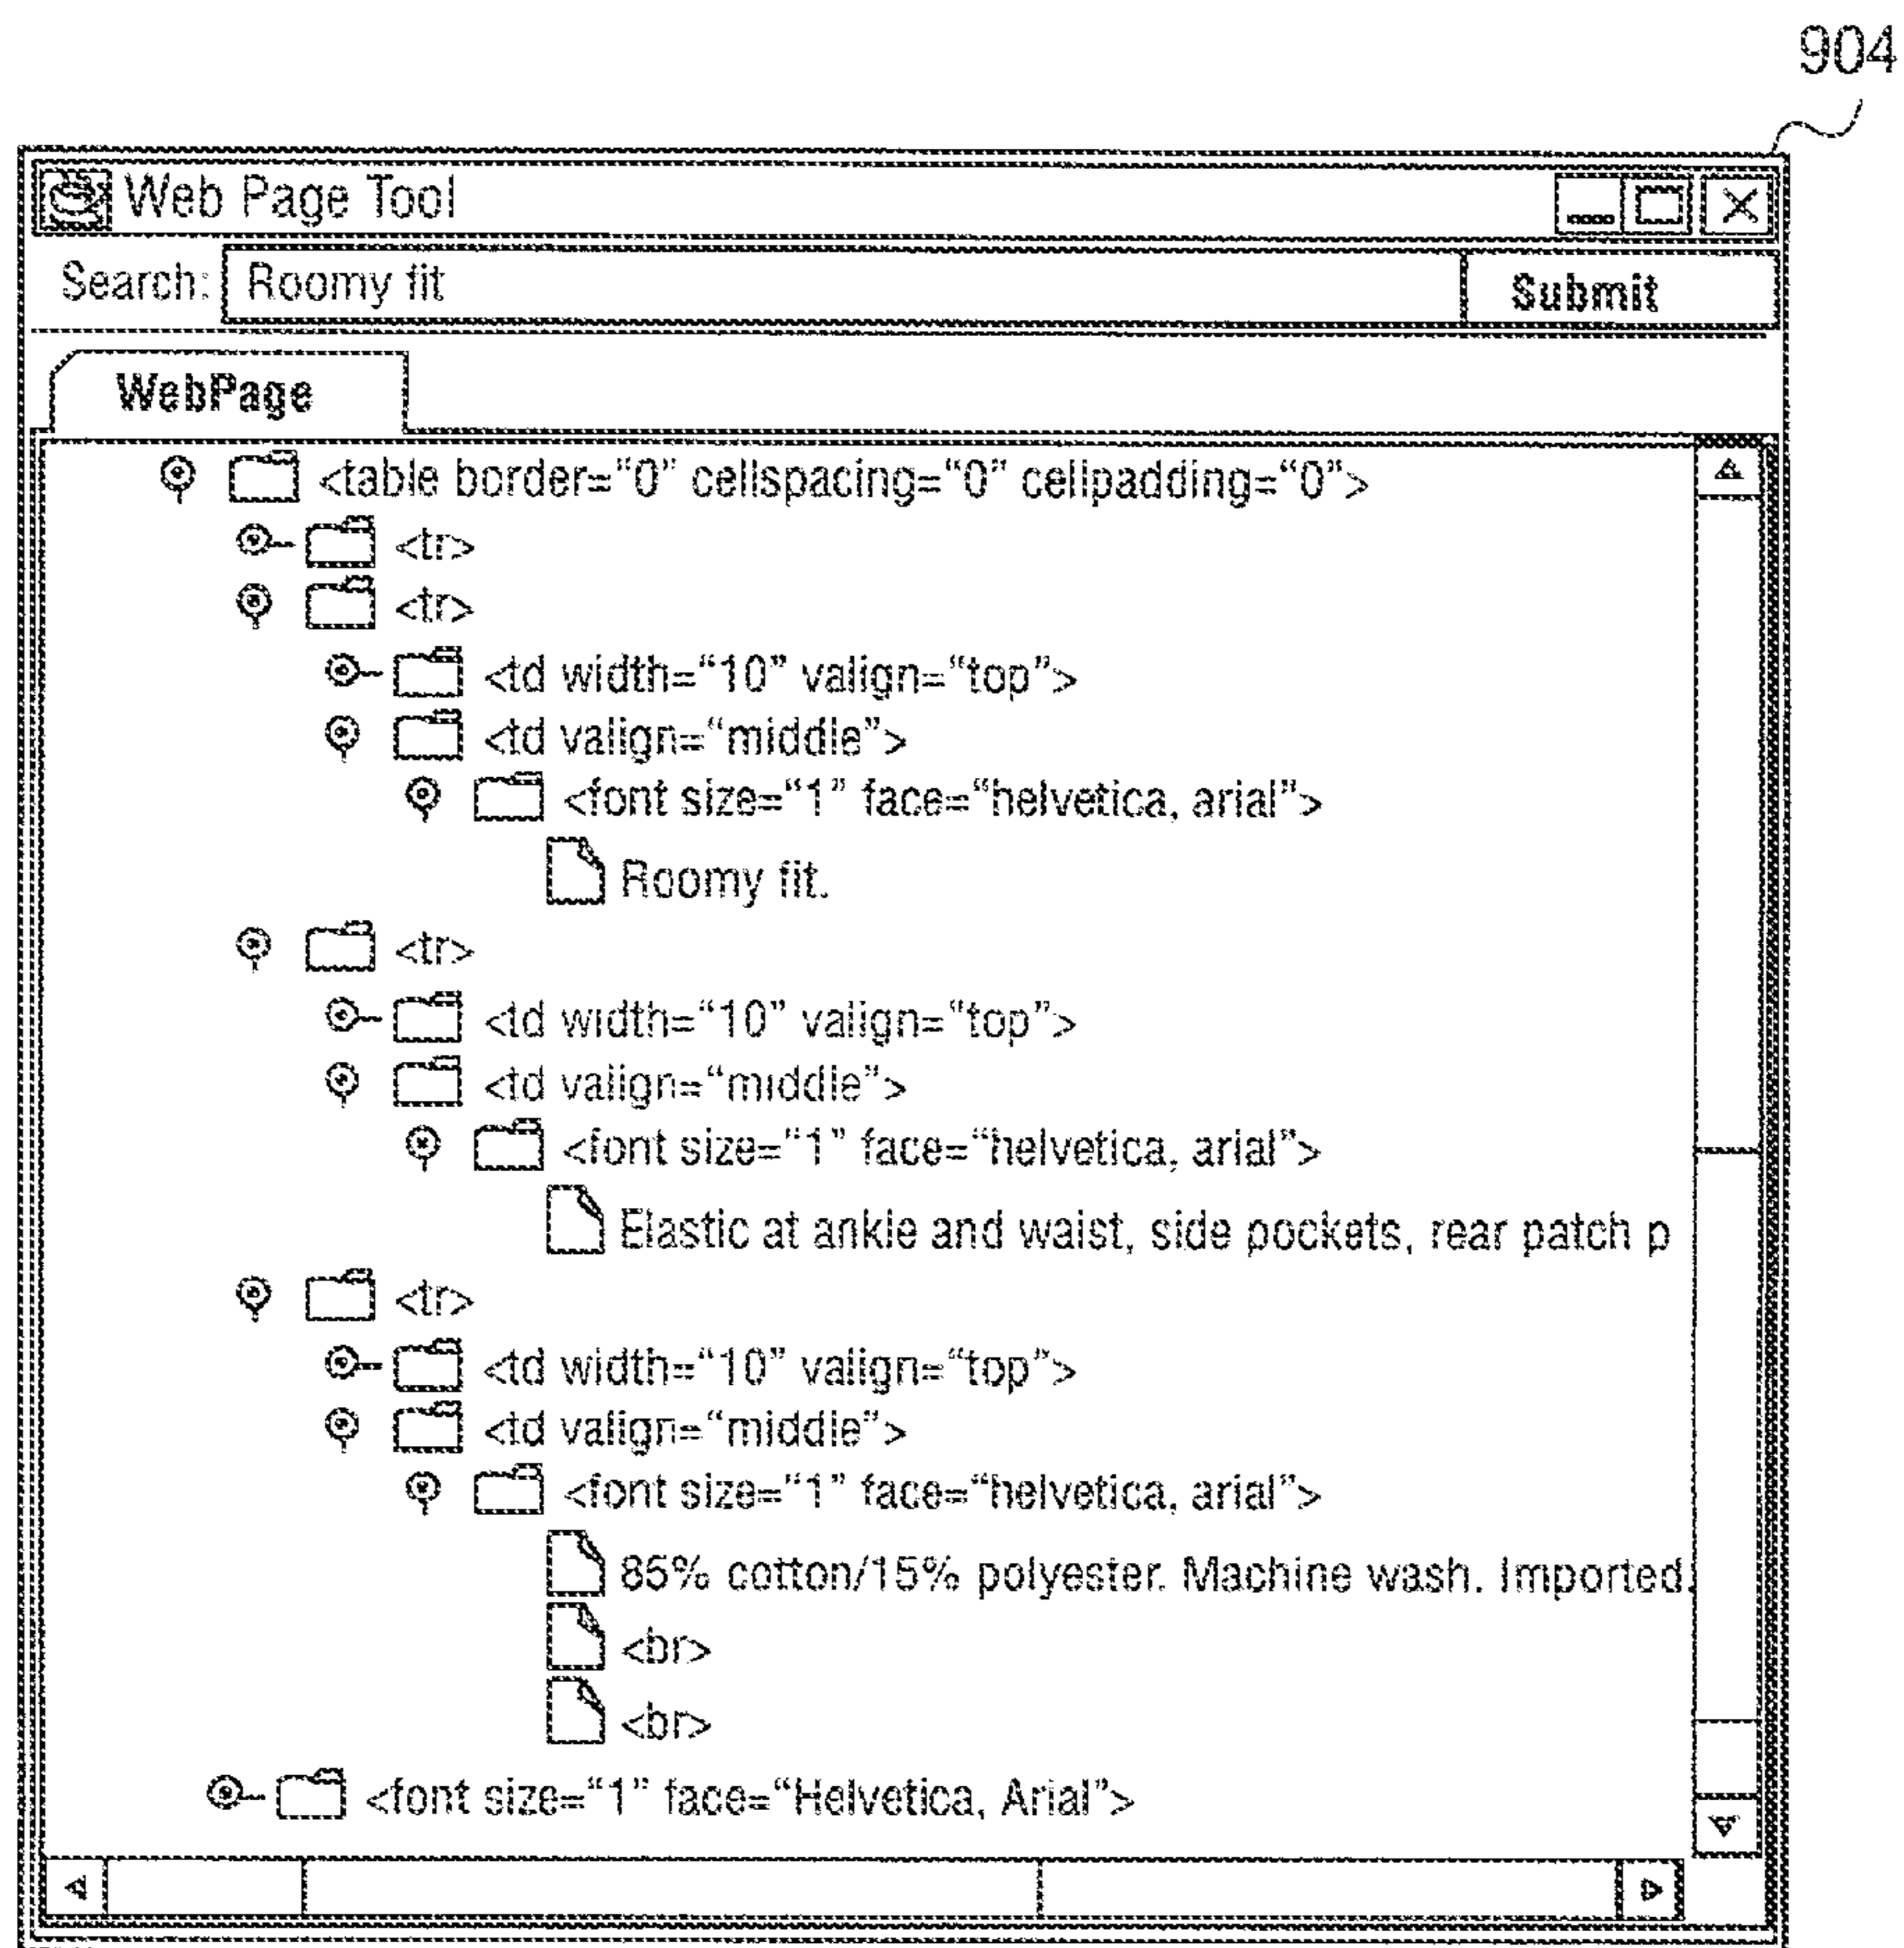 904
Web Page Tool
Search: Roomy fit Submit
WebPage
<table border="0" cellspacing="0" cellpadding="0">
<tr>
<tr>
<td width="10" valign="top">
<td valign="middle">
<font size="1" face="helvetica, arial">
Roomy fit.
<tr>
<td width="10" valign="top">
<td valign="middle">
<font size="1" face="helvetica, arial">
Elastic at ankle and waist, side pockets, rear patch p
<tr>
<td width="10" valign="top">
<td valign="middle">
<font size="1" face="helvetica, arial">
85% cotton/15% polyester. Machine wash. Imported.
<br>
<br>
<font size="1" face="Helvetica, Arial">